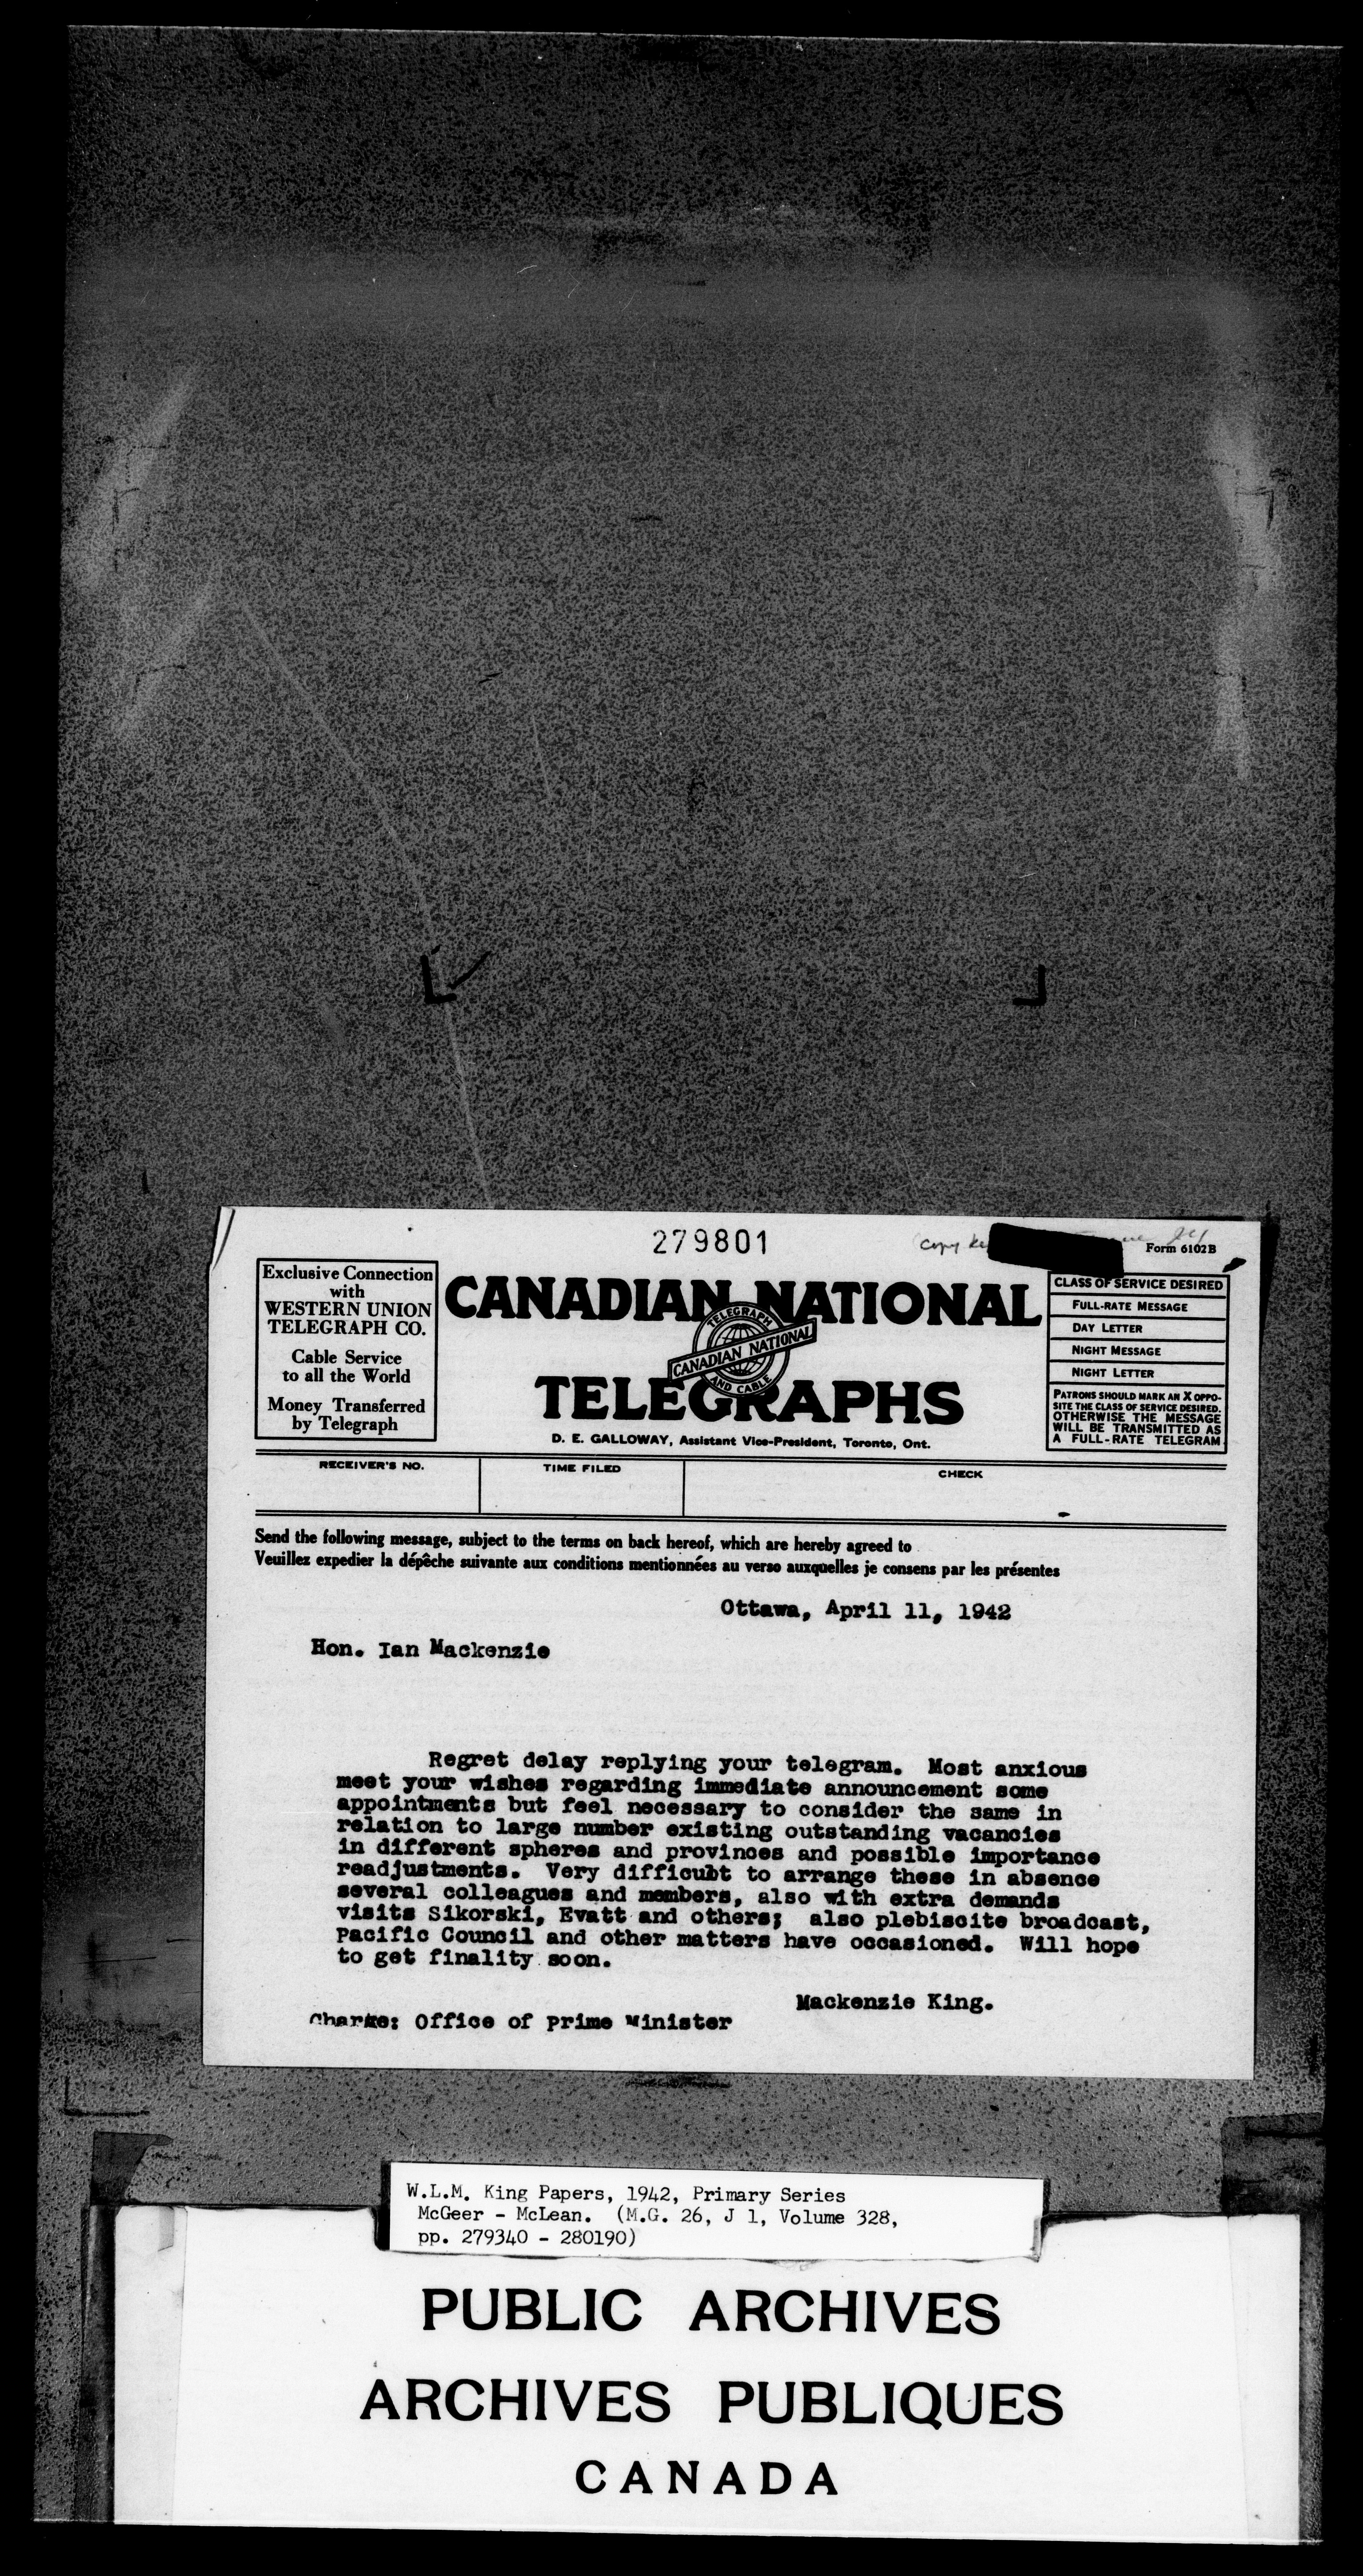 279801
copy
Form 6102B
Exclusive Connection
with
WESTERN UNION
TELEGRAPH CO.
Cable Service
to all the World
Money Transferred
by Telegraph
CANADIAN NATIONAL
TELEGRAPH
CANADIAN NATIONAL
AND CABLE
TELEGRAPHS
D. E. GALLOWAY, Assistant Vice-President, Toronto, Ont.
CLASS OF SERVICE DESIRED
FULL-RATE MESSAGE
DAY LETTER
NIGHT MESSAGE
NIGHT LETTER
PATRONS SHOULD MARK AN X OPPO-
SITE THE CLASS OF SERVICE DESIRED.
OTHERWISE THE MESSAGE
WILL BE TRANSMITTED AS
A FULL-RATE TELEGRAM
RECEIVER'S NO.
TIME FILED
CHECK
Send the following message, subject to the terms on back hereof, which are hereby agreed to
Veuillez expedier la dépêche suivante aux conditions mentionnées au verso auxquelles je consens par les présentes
Ottawa, April 11, 1942
Hon. Ian Mackenzie
Regret delay replying your telegram. Most anxious
meet your wishes regarding immediate announcement some
appointments but feel necessary to consider the same in
relation to large number existing outstanding vacancies
in different spheres and provinces and possible importance
readjustments. Very difficult to arrange these in absence
several colleagues and members, also with extra demands
visits Sikorski, Evatt and others; also plebiscite broadcast,
Pacific Council and other matters have occasioned. Will hope
to get finality soon.
Mackenzie King.
Charge: Office of Prime Minister
W.L.M. King Papers, 1942, Primary Series
McGeer - McLean. (M.G. 26, J 1, Volume 328,
pp. 279340 - 280190)
PUBLIC ARCHIVES
ARCHIVES PUBLIQUES
CANADA